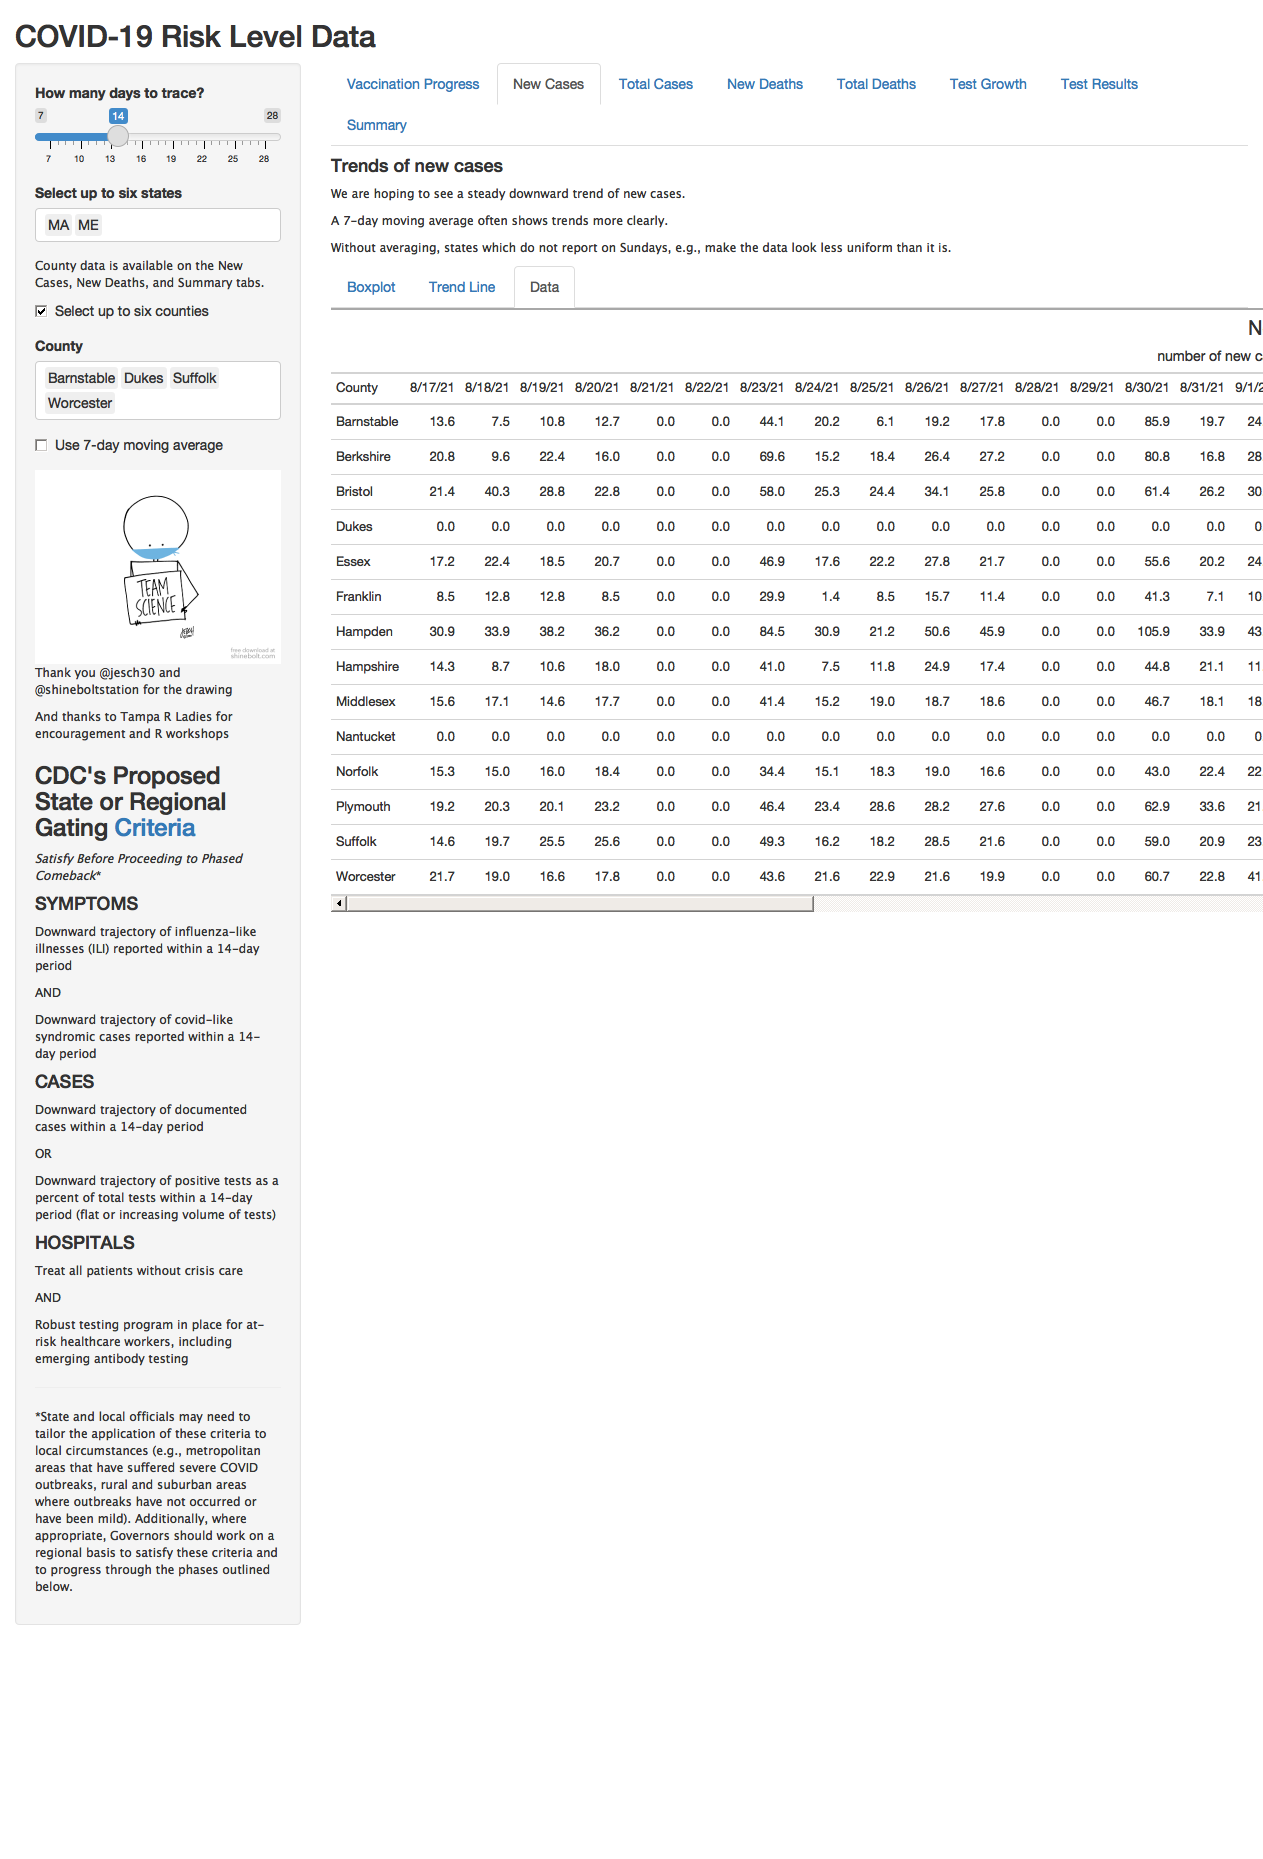 COVID-19 Risk Level Data
How many days to trace?
7 14 28
7 10 13 16 19 22 25 28
Select up to six states
MA ME
County data is available on the New
Cases, New Deaths, and Summary tabs.
Select up to six counties
County
Barnstable Dukes Suffolk
Worcester
Use 7-day moving average
TEAM
SCIENCE
free download at
shinebolt.com
Thank you @jesch30 and
@shineboltstation for the drawing
And thanks to Tampa R Ladies for
encouragement and R workshops
CDC's Proposed
State or Regional
Gating Criteria
Satisfy Before Proceeding to Phased
Comeback*
SYMPTOMS
Downward trajectory of influenza-like
illnesses (ILI) reported within a 14-day
period
AND
Downward trajectory of covid-like
syndromic cases reported within a 14-
day period
CASES
Downward trajectory of documented
cases within a 14-day period
OR
Downward trajectory of positive tests as a
percent of total tests within a 14-day
period (flat or increasing volume of tests)
HOSPITALS
Treat all patients without crisis care
AND
Robust testing program in place for at-
risk healthcare workers, including
emerging antibody testing
*State and local officials may need to
tailor the application of these criteria to
local circumstances (e.g., metropolitan
areas that have suffered severe COVID
outbreaks, rural and suburban areas
where outbreaks have not occurred or
have been mild). Additionally, where
appropriate, Governors should work on a
regional basis to satisfy these criteria and
to progress through the phases outlined
below.
Vaccination Progress New Cases Total Cases New Deaths Total Deaths Test Growth Test Results
Summary
Trends of new cases
We are hoping to see a steady downward trend of new cases.
A 7-day moving average often shows trends more clearly.
Without averaging, states which do not report on Sundays, e.g., make the data look less uniform than it is.
Boxplot Trend Line Data
N
number of new c
County 8/17/21 8/18/21 8/19/21 8/20/21 8/21/21 8/22/21 8/23/21 8/24/21 8/25/21 8/26/21 8/27/21 8/28/21 8/29/21 8/30/21 8/31/21 9/1/2
Barnstable 13.6 7.5 10.8 12.7 0.0 0.0 44.1 20.2 6.1 19.2 17.8 0.0 0.0 85.9 19.7 24
Berkshire 20.8 9.6 22.4 16.0 0.0 0.0 69.6 15.2 18.4 26.4 27.2 0.0 0.0 80.8 16.8 28
Bristol 21.4 40.3 28.8 22.8 0.0 0.0 58.0 25.3 24.4 34.1 25.8 0.0 0.0 61.4 26.2 30
Dukes 0.0 0.0 0.0 0.0 0.0 0.0 0.0 0.0 0.0 0.0 0.0 0.0 0.0 0.0 0.0 0
Essex 17.2 22.4 18.5 20.7 0.0 0.0 46.9 17.6 22.2 27.8 21.7 0.0 0.0 55.6 20.2 24
Franklin 8.5 12.8 12.8 8.5 0.0 0.0 29.9 1.4 8.5 15.7 11.4 0.0 0.0 41.3 7.1 10
Hampden 30.9 33.9 38.2 36.2 0.0 0.0 84.5 30.9 21.2 50.6 45.9 0.0 0.0 105.9 33.9 43
Hampshire 14.3 8.7 10.6 18.0 0.0 0.0 41.0 7.5 11.8 24.9 17.4 0.0 0.0 44.8 21.1 11
Middlesex 15.6 17.1 14.6 17.7 0.0 0.0 41.4 15.2 19.0 18.7 18.6 0.0 0.0 46.7 18.1 18
Nantucket 0.0 0.0 0.0 0.0 0.0 0.0 0.0 0.0 0.0 0.0 0.0 0.0 0.0 0.0 0.0 0
Norfolk 15.3 15.0 16.0 18.4 0.0 0.0 34.4 15.1 18.3 19.0 16.6 0.0 0.0 43.0 22.4 22
Plymouth 19.2 20.3 20.1 23.2 0.0 0.0 46.4 23.4 28.6 28.2 27.6 0.0 0.0 62.9 33.6 21
Suffolk 14.6 19.7 25.5 25.6 0.0 0.0 49.3 16.2 18.2 28.5 21.6 0.0 0.0 59.0 20.9 23
Worcester 21.7 19.0 16.6 17.8 0.0 0.0 43.6 21.6 22.9 21.6 19.9 0.0 0.0 60.7 22.8 41